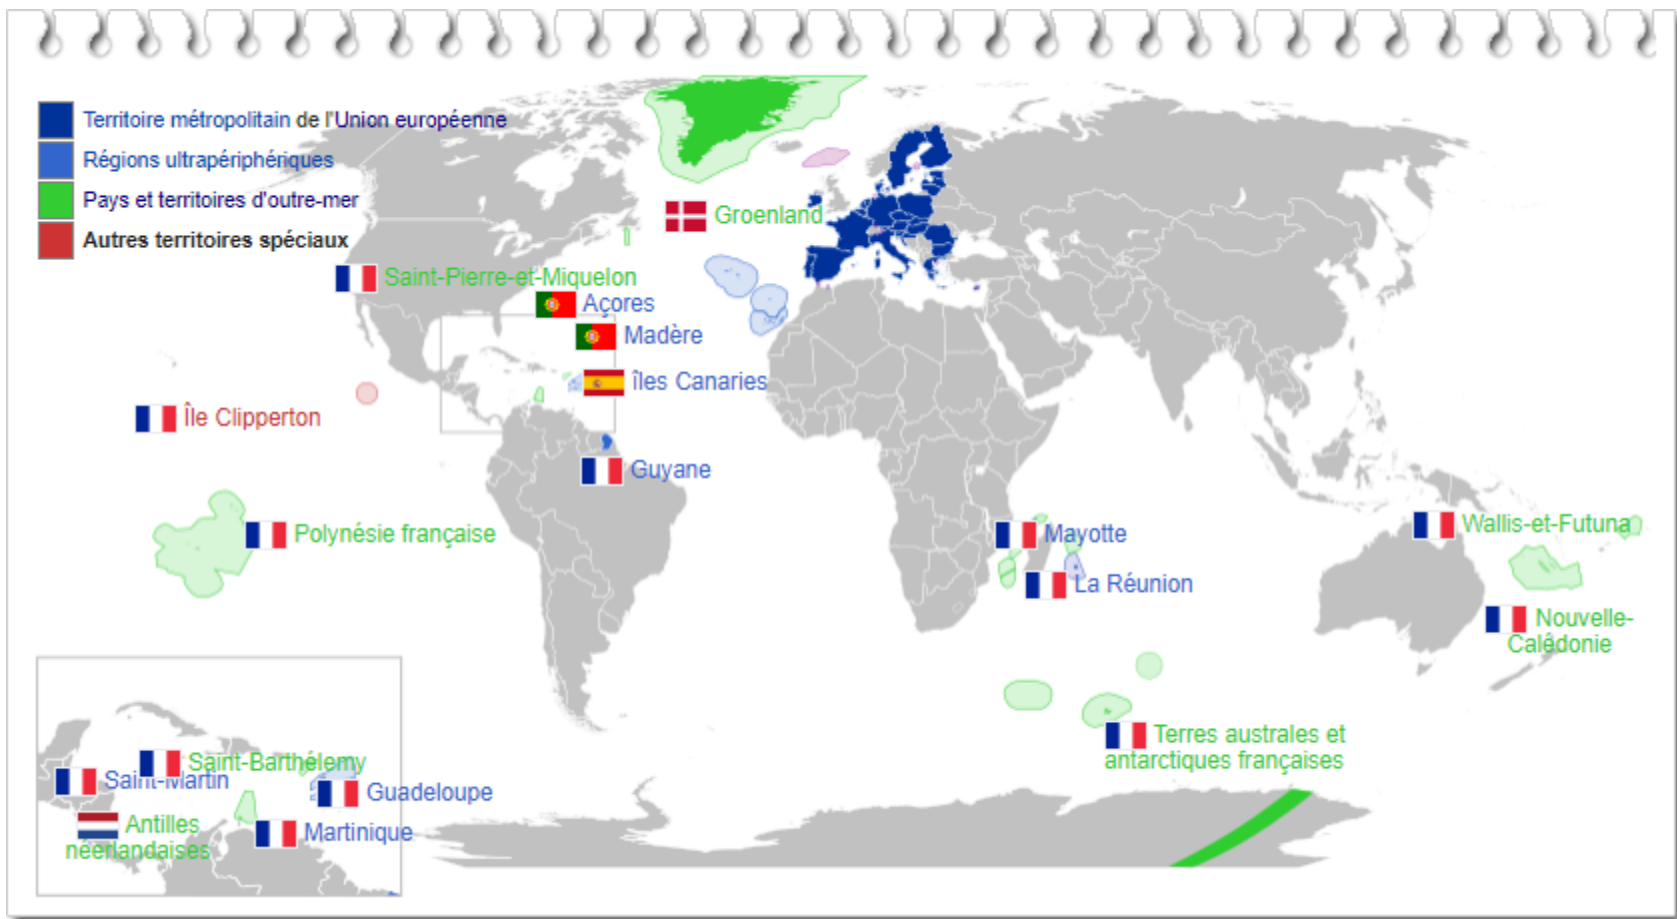 Territoire métropolitain de l'Union européenne
Régions ultrapériphériques
Pays et territoires d'outre-mer
Autres territoires spéciaux
Groenland
Saint-Pierre-et-Miquelon
Açores
Madère
îles Canaries
Île Clipperton
Guyane
Polynésie française
Mayotte
La Réunion
Wallis-et-Futuna
Nouvelle-
Calédonie
Terres australes et
antarctiques françaises
Saint-Barthélemy
Saint-Martin
Guadeloupe
Antilles
néerlandaises
Martinique